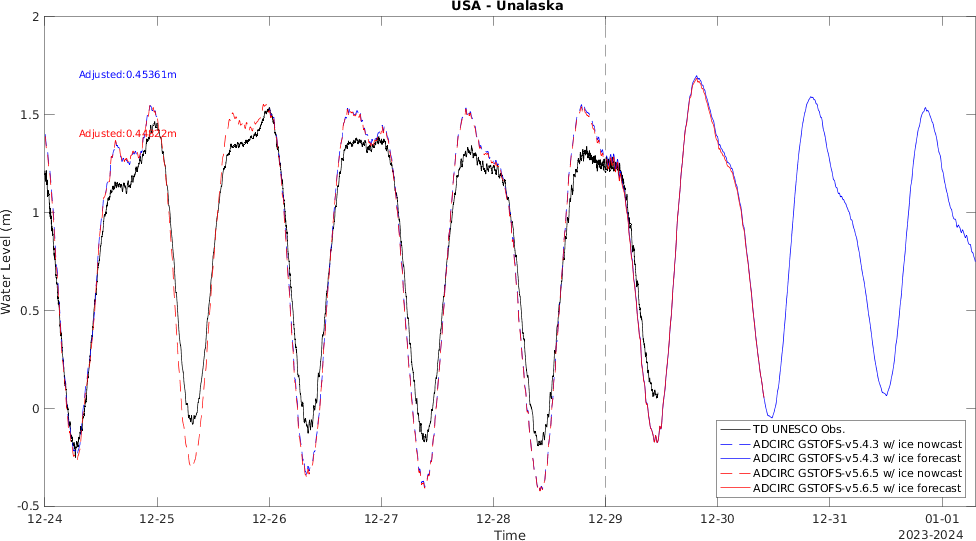 USA - Unalaska
2
1.5
1
0.5
0
-0.5
Water Level (m)
Adjusted:0.45361m
TD UNESCO Obs.
ADCIRC GSTOFS-v5.4.3 w/ ice nowcast
ADCIRC GSTOFS-v5.4.3 w/ ice forecast
ADCIRC GSTOFS-v5.6.5 w/ ice nowcast
ADCIRC GSTOFS-v5.6.5 w/ ice forecast
12-24 12-25 12-26 12-27 12-28 12-29 12-30 12-31 01-01
Time
2023-2024